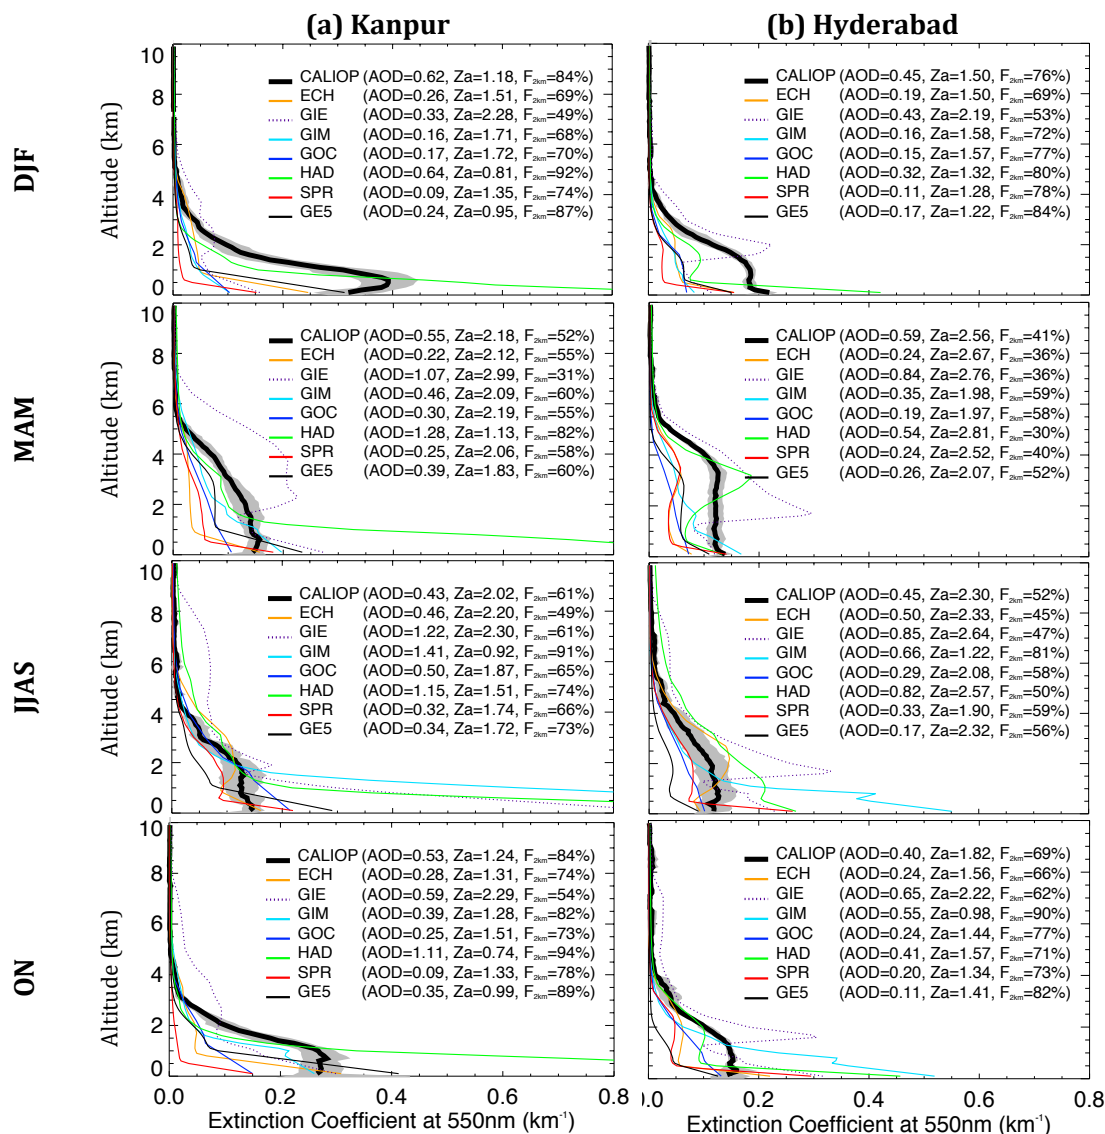 (a) Kanpur
(b) Hyderabad
DJF
Altitude (km)
10
8
6
4
2
0
CALIOP (AOD=0.62, Za=1.18, F2km=84%)
ECH (AOD=0.26, Za=1.51, F2km=69%)
GIE (AOD=0.33, Za=2.28, F2km=49%)
GIM (AOD=0.16, Za=1.71, F2km=68%)
GOC (AOD=0.17, Za=1.72, F2km=70%)
HAD (AOD=0.64, Za=0.81, F2km=92%)
SPR (AOD=0.09, Za=1.35, F2km=74%)
GE5 (AOD=0.24, Za=0.95, F2km=87%)
CALIOP (AOD=0.45, Za=1.50, F2km=76%)
ECH (AOD=0.19, Za=1.50, F2km=69%)
GIE (AOD=0.43, Za=2.19, F2km=53%)
GIM (AOD=0.16, Za=1.58, F2km=72%)
GOC (AOD=0.15, Za=1.57, F2km=77%)
HAD (AOD=0.32, Za=1.32, F2km=80%)
SPR (AOD=0.11, Za=1.28, F2km=78%)
GE5 (AOD=0.17, Za=1.22, F2km=84%)
MAM
Altitude (km)
10
8
6
4
2
0
CALIOP (AOD=0.55, Za=2.18, F2km=52%)
ECH (AOD=0.22, Za=2.12, F2km=55%)
GIE (AOD=1.07, Za=2.99, F2km=31%)
GIM (AOD=0.46, Za=2.09, F2km=60%)
GOC (AOD=0.30, Za=2.19, F2km=55%)
HAD (AOD=1.28, Za=1.13, F2km=82%)
SPR (AOD=0.25, Za=2.06, F2km=58%)
GE5 (AOD=0.39, Za=1.83, F2km=60%)
CALIOP (AOD=0.59, Za=2.56, F2km=41%)
ECH (AOD=0.24, Za=2.67, F2km=36%)
GIE (AOD=0.84, Za=2.76, F2km=36%)
GIM (AOD=0.35, Za=1.98, F2km=59%)
GOC (AOD=0.19, Za=1.97, F2km=58%)
HAD (AOD=0.54, Za=2.81, F2km=30%)
SPR (AOD=0.24, Za=2.52, F2km=40%)
GE5 (AOD=0.26, Za=2.07, F2km=52%)
JJAS
Altitude (km)
10
8
6
4
2
0
CALIOP (AOD=0.43, Za=2.02, F2km=61%)
ECH (AOD=0.46, Za=2.20, F2km=49%)
GIE (AOD=1.22, Za=2.30, F2km=61%)
GIM (AOD=1.41, Za=0.92, F2km=91%)
GOC (AOD=0.50, Za=1.87, F2km=65%)
HAD (AOD=1.15, Za=1.51, F2km=74%)
SPR (AOD=0.32, Za=1.74, F2km=66%)
GE5 (AOD=0.34, Za=1.72, F2km=73%)
CALIOP (AOD=0.45, Za=2.30, F2km=52%)
ECH (AOD=0.50, Za=2.33, F2km=45%)
GIE (AOD=0.85, Za=2.64, F2km=47%)
GIM (AOD=0.66, Za=1.22, F2km=81%)
GOC (AOD=0.29, Za=2.08, F2km=58%)
HAD (AOD=0.82, Za=2.57, F2km=50%)
SPR (AOD=0.33, Za=1.90, F2km=59%)
GE5 (AOD=0.17, Za=2.32, F2km=56%)
ON
Altitude (km)
10
8
6
4
2
0
CALIOP (AOD=0.53, Za=1.24, F2km=84%)
ECH (AOD=0.28, Za=1.31, F2km=74%)
GIE (AOD=0.59, Za=2.29, F2km=54%)
GIM (AOD=0.39, Za=1.28, F2km=82%)
GOC (AOD=0.25, Za=1.51, F2km=73%)
HAD (AOD=1.11, Za=0.74, F2km=94%)
SPR (AOD=0.09, Za=1.33, F2km=78%)
GE5 (AOD=0.35, Za=0.99, F2km=89%)
CALIOP (AOD=0.40, Za=1.82, F2km=69%)
ECH (AOD=0.24, Za=1.56, F2km=66%)
GIE (AOD=0.65, Za=2.22, F2km=62%)
GIM (AOD=0.55, Za=0.98, F2km=90%)
GOC (AOD=0.24, Za=1.44, F2km=77%)
HAD (AOD=0.41, Za=1.57, F2km=71%)
SPR (AOD=0.20, Za=1.34, F2km=73%)
GE5 (AOD=0.11, Za=1.41, F2km=82%)
0.0 0.2 0.4 0.6 0.8
Extinction Coefficient at 550nm (km⁻¹)
0.0 0.2 0.4 0.6 0.8
Extinction Coefficient at 550nm (km⁻¹)